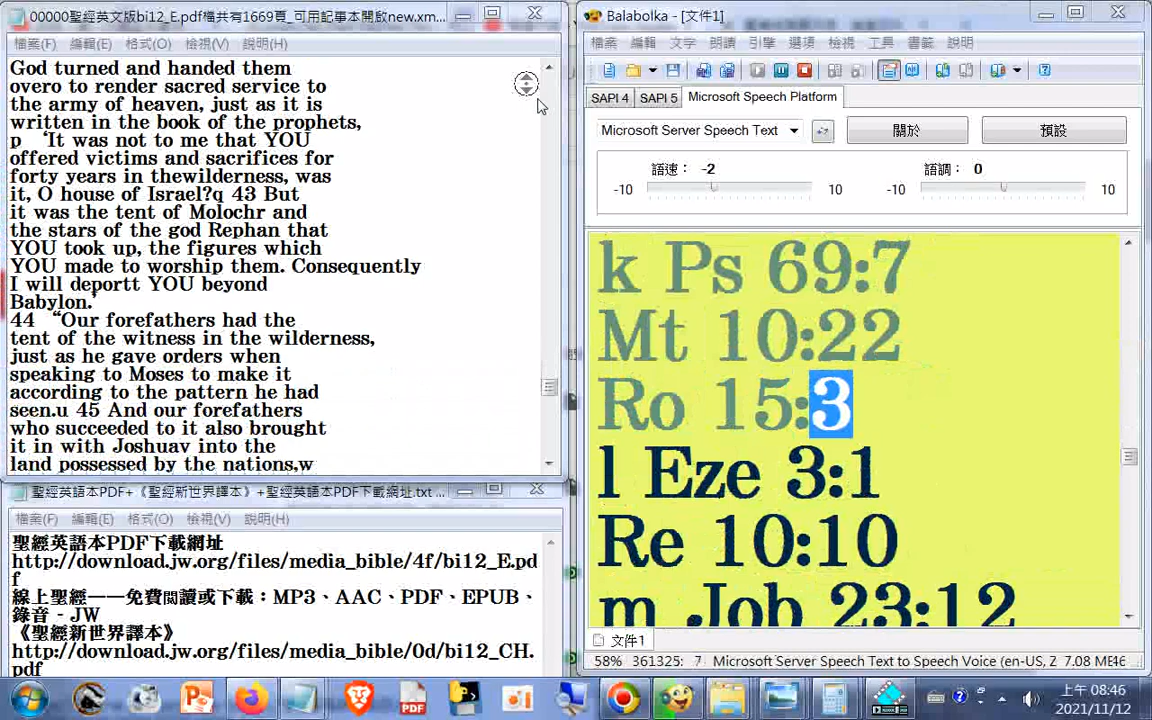 00000聖經英文版bi12_E.pdf檔共有1669頁_可用記事本開啟new.xm...
檔案(F) 編輯(E) 格式(O) 檢視(V) 說明(H)
God turned and handed them
overo to render sacred service to
the army of heaven, just as it is
written in the book of the prophets,
p ‘It was not to me that YOU
offered victims and sacrifices for
forty years in thewilderness, was
it, O house of Israel?q 43 But
it was the tent of Molochr and
the stars of the god Rephan that
YOU took up, the figures which
YOU made to worship them. Consequently
I will deportt YOU beyond
Babylon.’
44 “Our forefathers had the
tent of the witness in the wilderness,
just as he gave orders when
speaking to Moses to make it
according to the pattern he had
seen.u 45 And our forefathers
who succeeded to it also brought
it in with Joshuav into the
land possessed by the nations,w
聖經英語本PDF+《聖經新世界譯本》+聖經英語本PDF下載網址.txt ...
檔案(F) 編輯(E) 格式(O) 檢視(V) 說明(H)
聖經英語本PDF下載網址
http://download.jw.org/files/media_bible/4f/bi12_E.pd
f
線上聖經——免費閱讀或下載：MP3、AAC、PDF、EPUB、
錄音 - JW
《聖經新世界譯本》
http://download.jw.org/files/media_bible/0d/bi12_CH.
pdf
Balabolka - [文件1]
檔案 編輯 文字 朗讀 引擎 選項 檢視 工具 書籤 說明
SAPI 4 SAPI 5 Microsoft Speech Platform
Microsoft Server Speech Text 關於 預設
語速： -2 語調： 0
-10 10 -10 10
k Ps 69:7
Mt 10:22
Ro 15:3
l Eze 3:1
Re 10:10
m Job 23:12
文件1
58% 361325: 7 Microsoft Server Speech Text to Speech Voice (en-US, Z 7.08 ME46
PDF
上午 08:46
2021/11/12